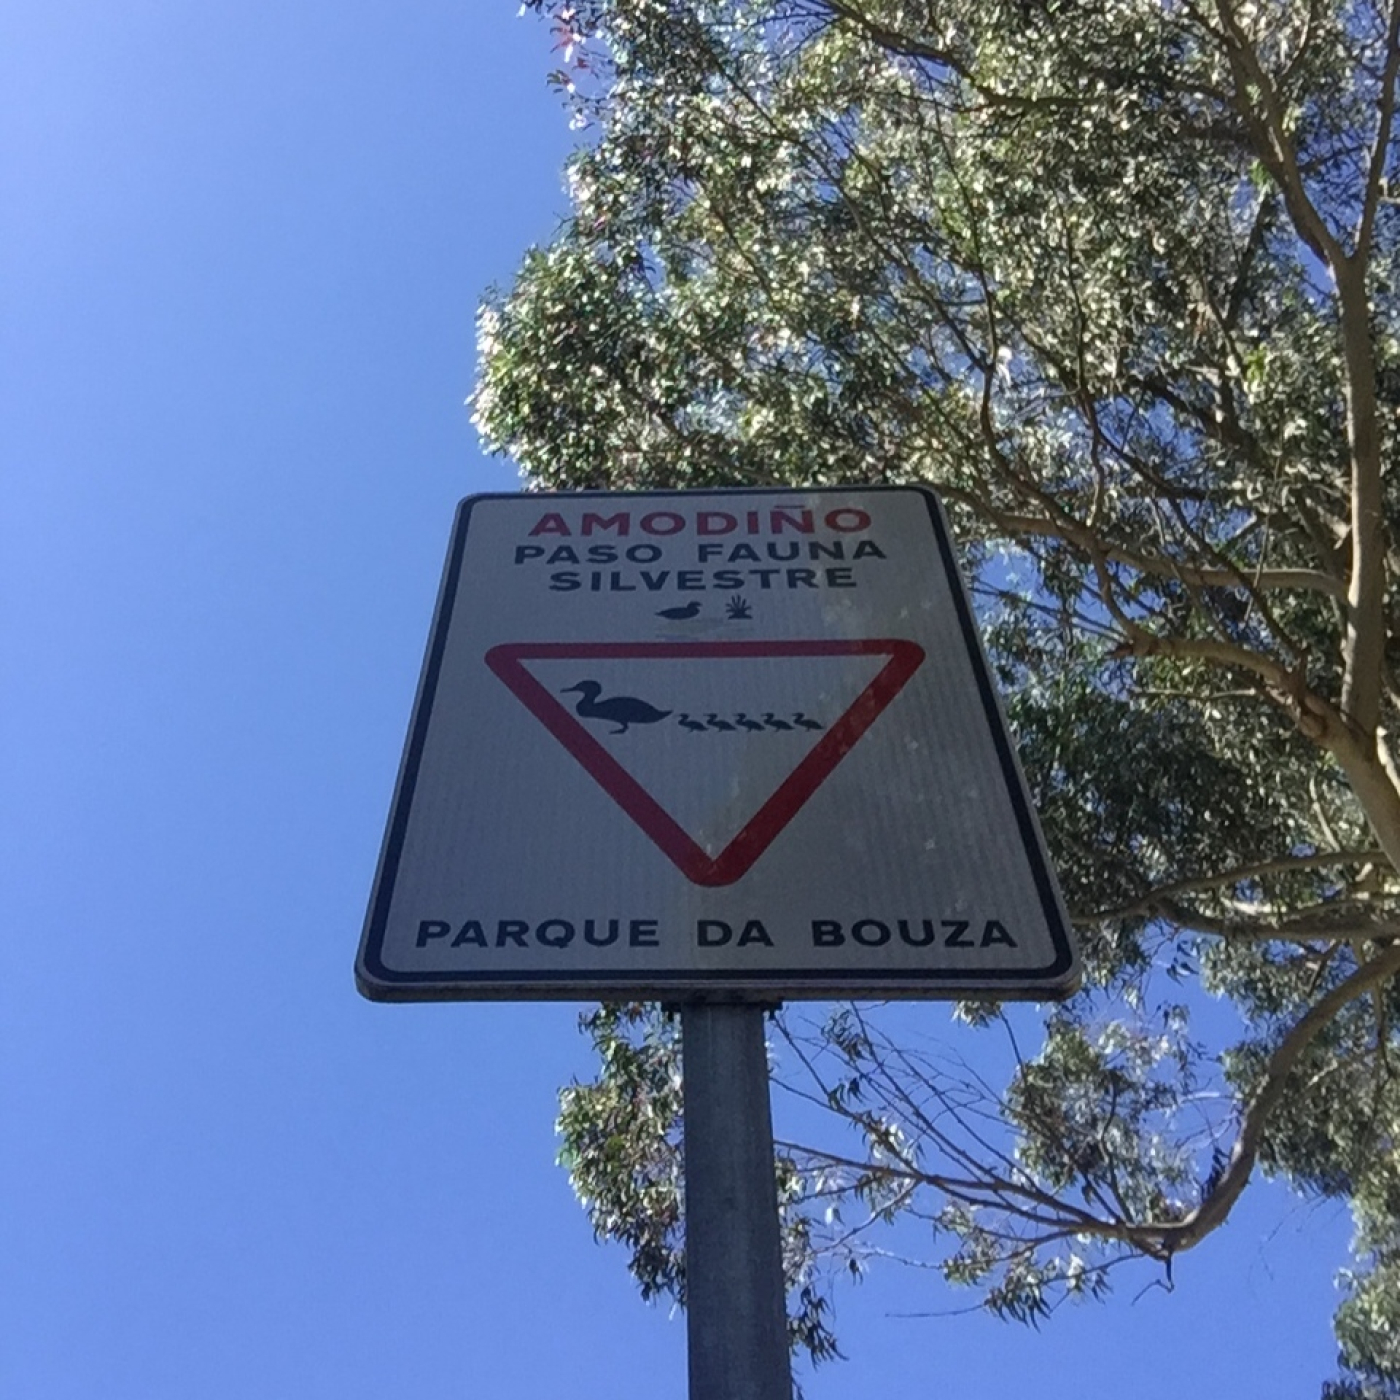 AMODIÑO
PASO FAUNA
SILVESTRE
PARQUE DA BOUZA